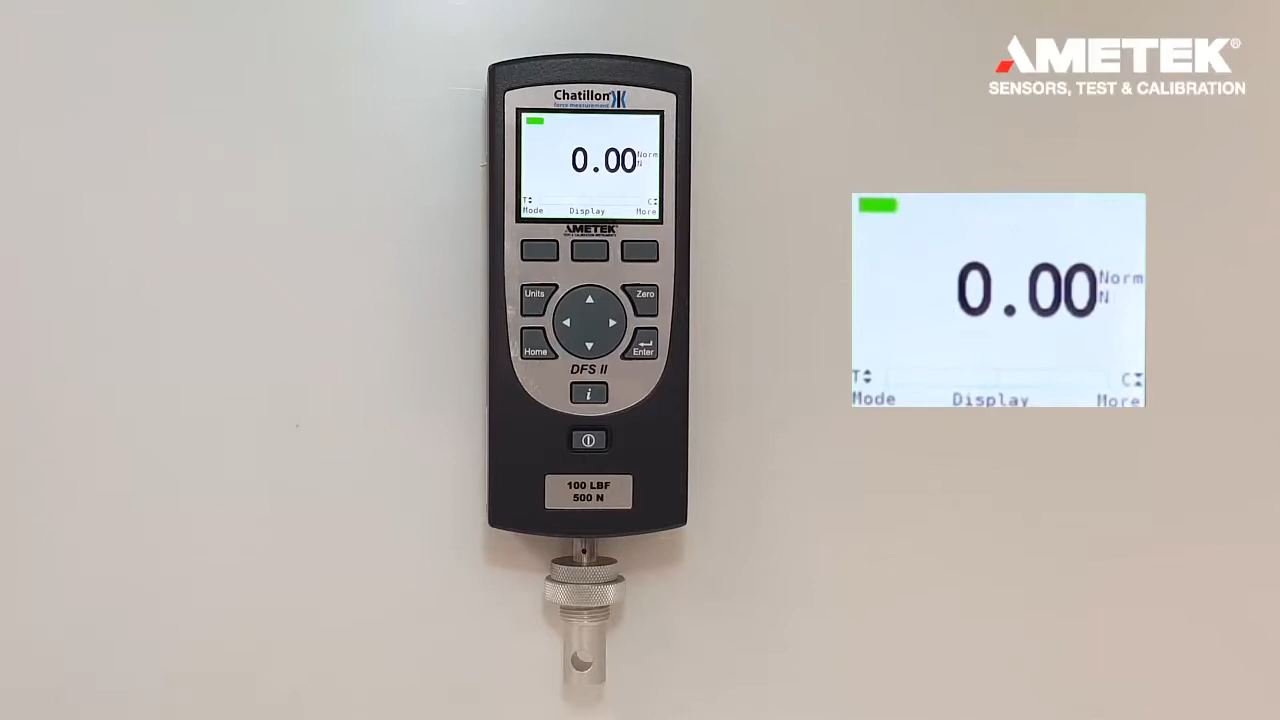 AMETEK®
SENSORS, TEST & CALIBRATION
Chatillon
force measurement
0.00
Norm
N
T C
Mode Display More
AMETEK
Units
Zero
Home
Enter
DFS II
i
100 LBF
500 N
0.00
Norm
N
T C
Mode Display More